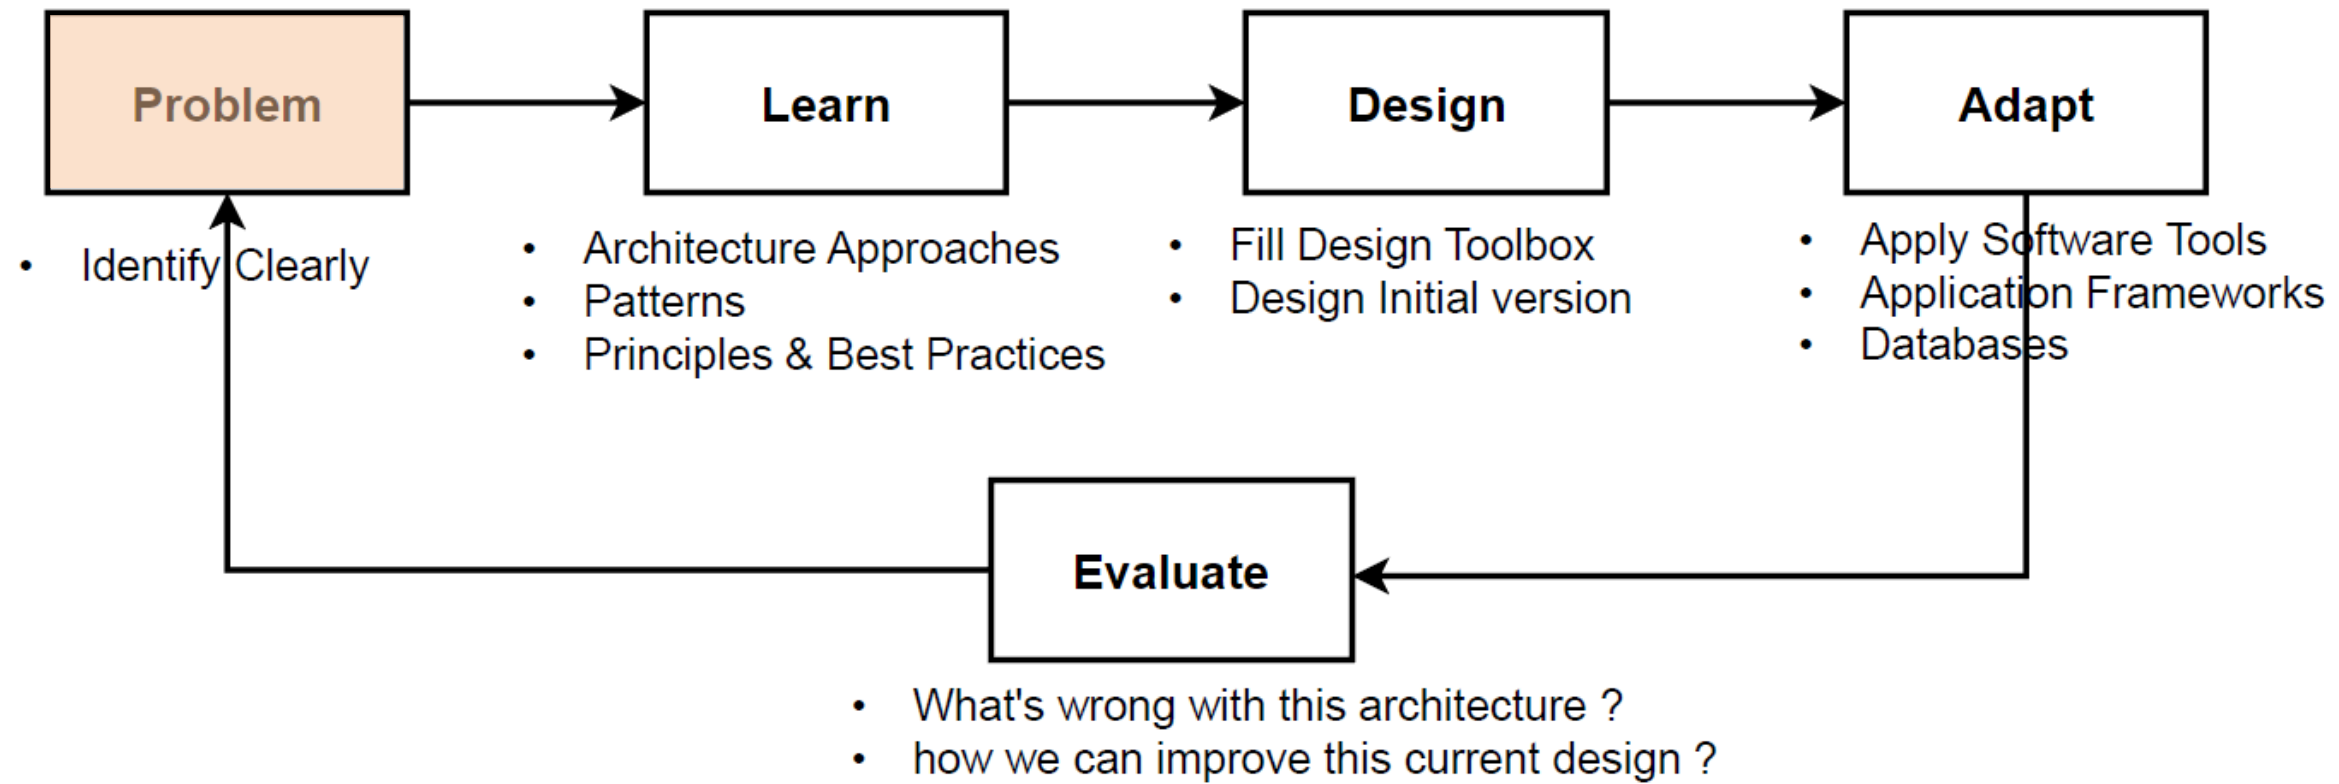 Problem
Learn
Design
Adapt
• Identify Clearly
• Architecture Approaches
• Patterns
• Principles & Best Practices
• Fill Design Toolbox
• Design Initial version
• Apply Software Tools
• Application Frameworks
• Databases
Evaluate
• What's wrong with this architecture ?
• how we can improve this current design ?